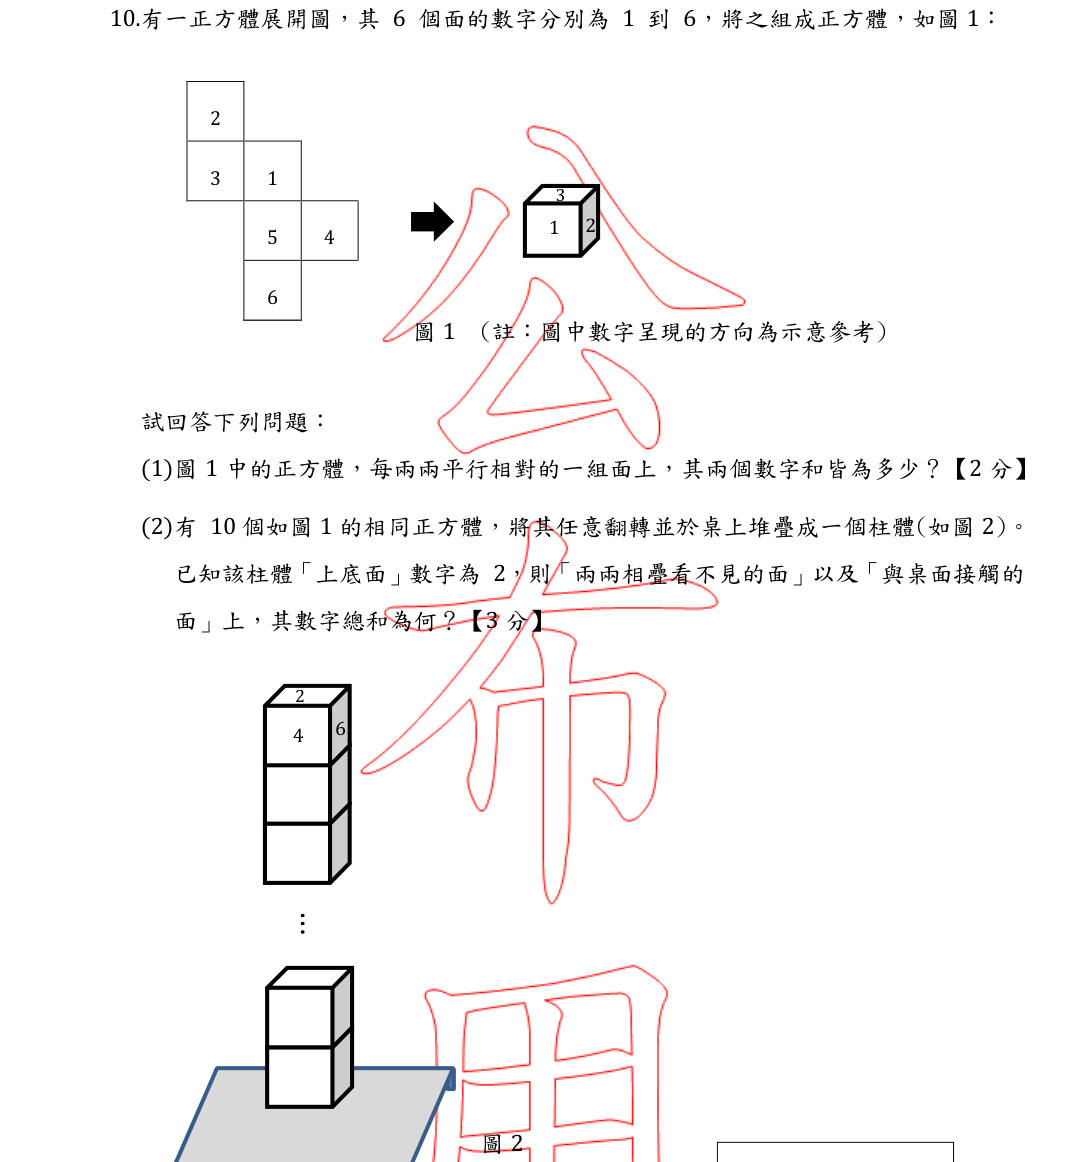 10.有一正方體展開圖，其 6 個面的數字分別為 1 到 6，將之組成正方體，如圖 1：
2
3 1
5 4
6
3
1 2
圖 1 （註：圖中數字呈現的方向為示意參考）
試回答下列問題：
(1)圖 1 中的正方體，每兩兩平行相對的一組面上，其兩個數字和皆為多少？【2 分】
(2)有 10 個如圖 1 的相同正方體，將其任意翻轉並於桌上堆疊成一個柱體(如圖 2)。
已知該柱體「上底面」數字為 2，則「兩兩相疊看不見的面」以及「與桌面接觸的
面」上，其數字總和為何？【3 分】
2
4 6
⋮
圖 2
公
布
用